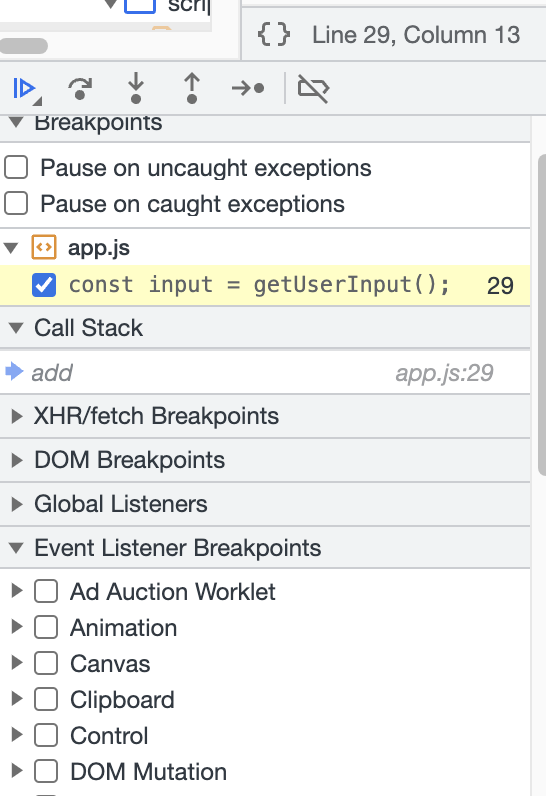 { } Line 29, Column 13
Breakpoints
Pause on uncaught exceptions
Pause on caught exceptions
app.js
const input = getUserInput(); 29
Call Stack
add app.js:29
XHR/fetch Breakpoints
DOM Breakpoints
Global Listeners
Event Listener Breakpoints
Ad Auction Worklet
Animation
Canvas
Clipboard
Control
DOM Mutation